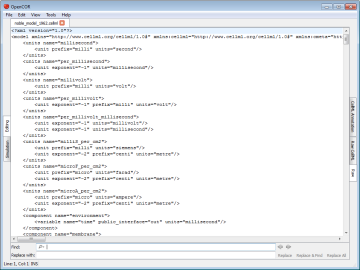 OpenCOR
File Edit View Tools Help
noble_model_1962.cellml
<?xml version="1.0"?>
<model xmlns="http://www.cellml.org/cellml/1.0#" xmlns:cellml="http://www.cellml.org/cellml/1.0#" xmlns:cmeta="htt
<units name="millisecond">
<unit prefix="milli" units="second"/>
</units>
<units name="per_millisecond">
<unit exponent="-1" units="millisecond"/>
</units>
<units name="millivolt">
<unit prefix="milli" units="volt"/>
</units>
<units name="per_millivolt">
<unit exponent="-1" prefix="milli" units="volt"/>
</units>
<units name="per_millivolt_millisecond">
<unit exponent="-1" units="millivolt"/>
<unit exponent="-1" units="millisecond"/>
</units>
<units name="milliS_per_cm2">
<unit prefix="milli" units="siemens"/>
<unit exponent="-2" prefix="centi" units="metre"/>
</units>
<units name="microF_per_cm2">
<unit prefix="micro" units="farad"/>
<unit exponent="-2" prefix="centi" units="metre"/>
</units>
<units name="microA_per_cm2">
<unit prefix="micro" units="ampere"/>
<unit exponent="-2" prefix="centi" units="metre"/>
</units>
<component name="environment">
<variable name="time" public_interface="out" units="millisecond"/>
</component>
<component name="membrane">
Editing
Simulation
CellML Annotation
Raw CellML
Raw
Find:
Replace with:
Replace Replace & Find Replace All
Line: 1, Col: 1 INS